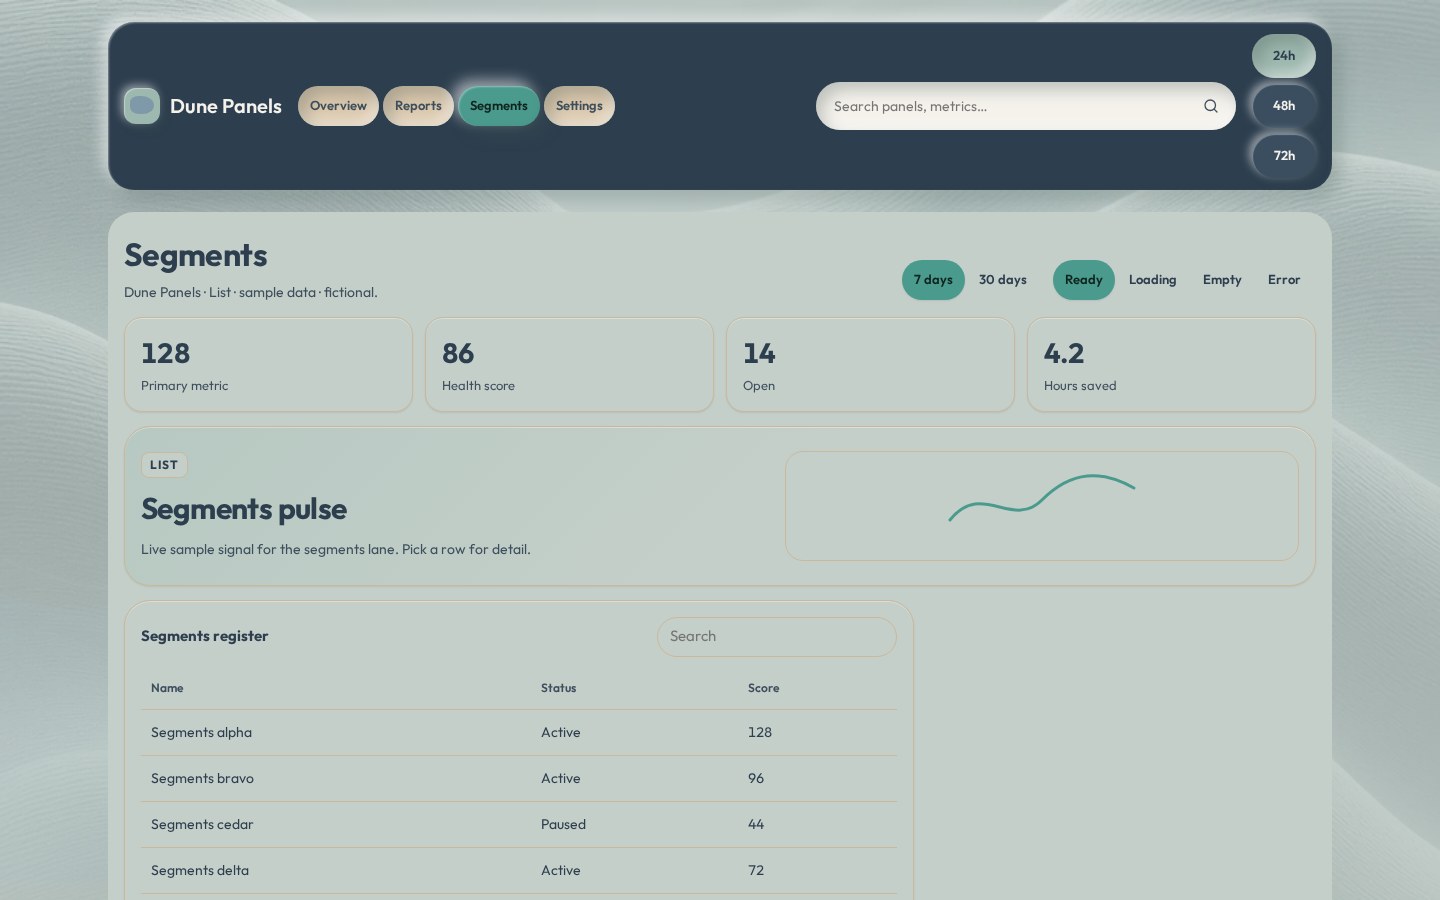 Dune Panels
Overview
Reports
Segments
Settings
Search panels, metrics…
24h
48h
72h
Segments
Dune Panels · List · sample data · fictional.
7 days
30 days
Ready
Loading
Empty
Error
128
Primary metric
86
Health score
14
Open
4.2
Hours saved
LIST
Segments pulse
Live sample signal for the segments lane. Pick a row for detail.
Segments register
Search
Name Status Score
Segments alpha Active 128
Segments bravo Active 96
Segments cedar Paused 44
Segments delta Active 72